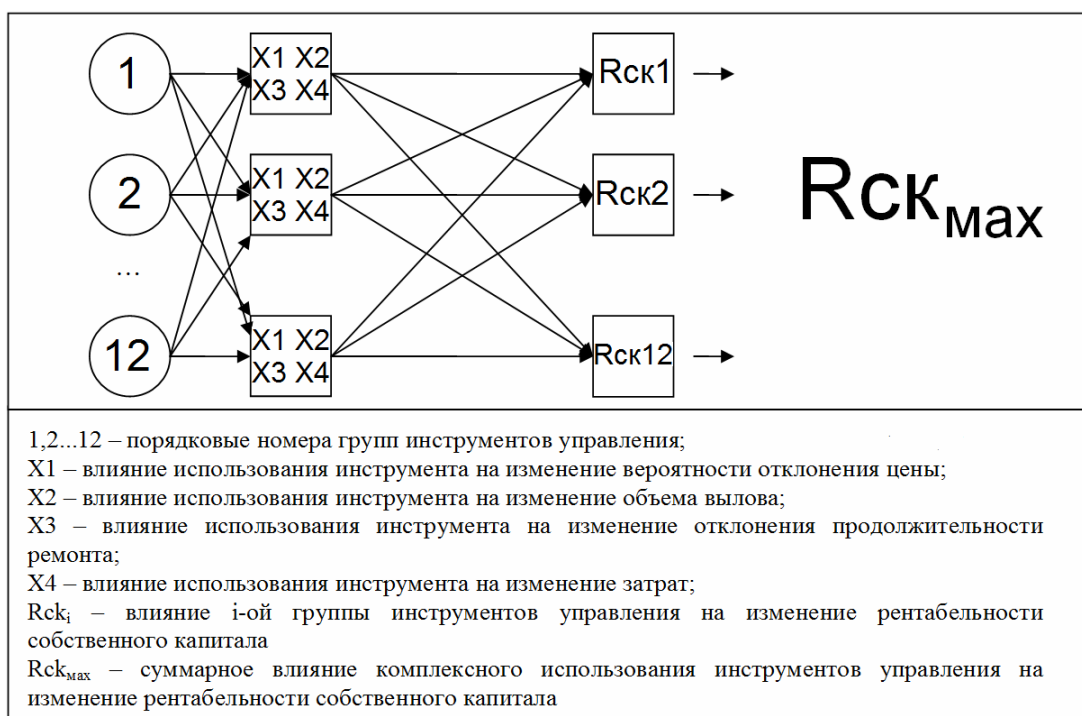 1
X1 X2
X3 X4
Rск1
2
X1 X2
X3 X4
Rск2
Rскмах
...
12
X1 X2
X3 X4
Rск12
1,2...12 – порядковые номера групп инструментов управления;
X1 – влияние использования инструмента на изменение вероятности отклонения цены;
X2 – влияние использования инструмента на изменение объема вылова;
X3 – влияние использования инструмента на изменение отклонения продолжительности
ремонта;
X4 – влияние использования инструмента на изменение затрат;
Rcki – влияние i-ой группы инструментов управления на изменение рентабельности
собственного капитала
Rckmax – суммарное влияние комплексного использования инструментов управления на
изменение рентабельности собственного капитала